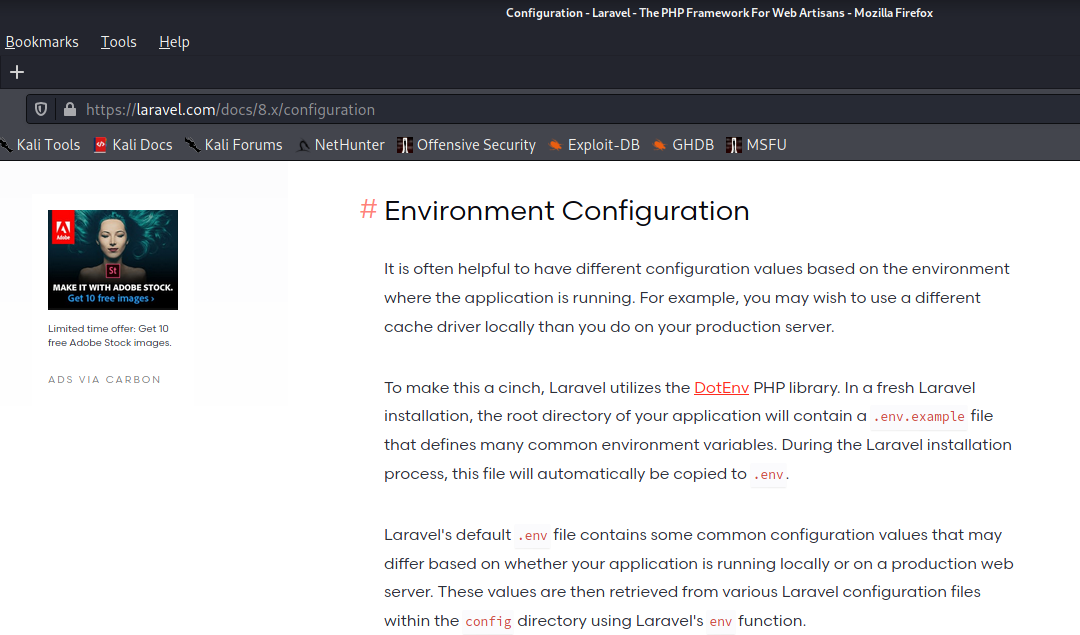 Configuration - Laravel - The PHP Framework For Web Artisans - Mozilla Firefox
Bookmarks Tools Help
+
https://laravel.com/docs/8.x/configuration
Kali Tools Kali Docs Kali Forums NetHunter Offensive Security Exploit-DB GHDB MSFU
# Environment Configuration
Adobe
St
MAKE IT WITH ADOBE STOCK.
Get 10 free images ›
Limited time offer: Get 10
free Adobe Stock images.
ADS VIA CARBON
It is often helpful to have different configuration values based on the environment
where the application is running. For example, you may wish to use a different
cache driver locally than you do on your production server.
To make this a cinch, Laravel utilizes the DotEnv PHP library. In a fresh Laravel
installation, the root directory of your application will contain a .env.example file
that defines many common environment variables. During the Laravel installation
process, this file will automatically be copied to .env.
Laravel's default .env file contains some common configuration values that may
differ based on whether your application is running locally or on a production web
server. These values are then retrieved from various Laravel configuration files
within the config directory using Laravel's env function.